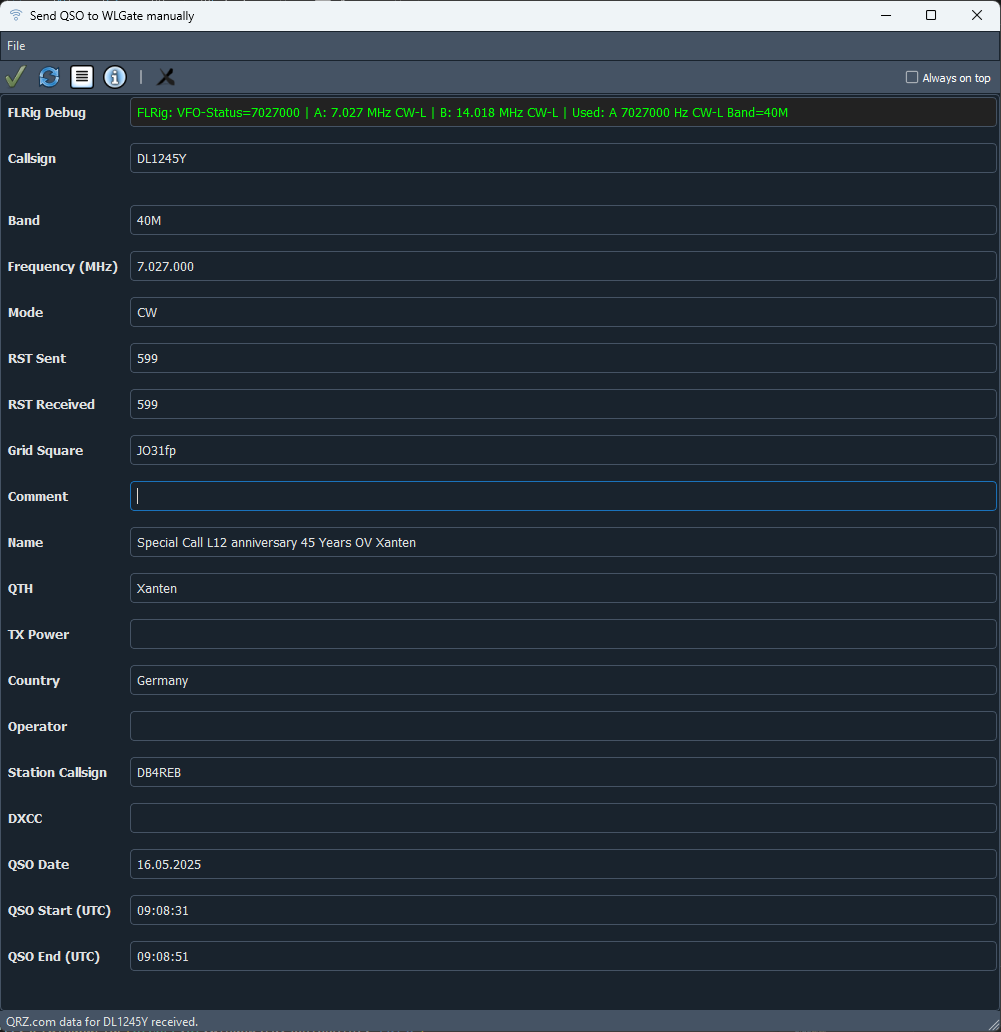 Send QSO to WLGate manually
File
Always on top
FLRig Debug FLRig: VFO-Status=7027000 | A: 7.027 MHz CW-L | B: 14.018 MHz CW-L | Used: A 7027000 Hz CW-L Band=40M
Callsign DL1245Y
Band 40M
Frequency (MHz) 7.027.000
Mode CW
RST Sent 599
RST Received 599
Grid Square JO31fp
Comment
Name Special Call L12 anniversary 45 Years OV Xanten
QTH Xanten
TX Power
Country Germany
Operator
Station Callsign DB4REB
DXCC
QSO Date 16.05.2025
QSO Start (UTC) 09:08:31
QSO End (UTC) 09:08:51
QRZ.com data for DL1245Y received.